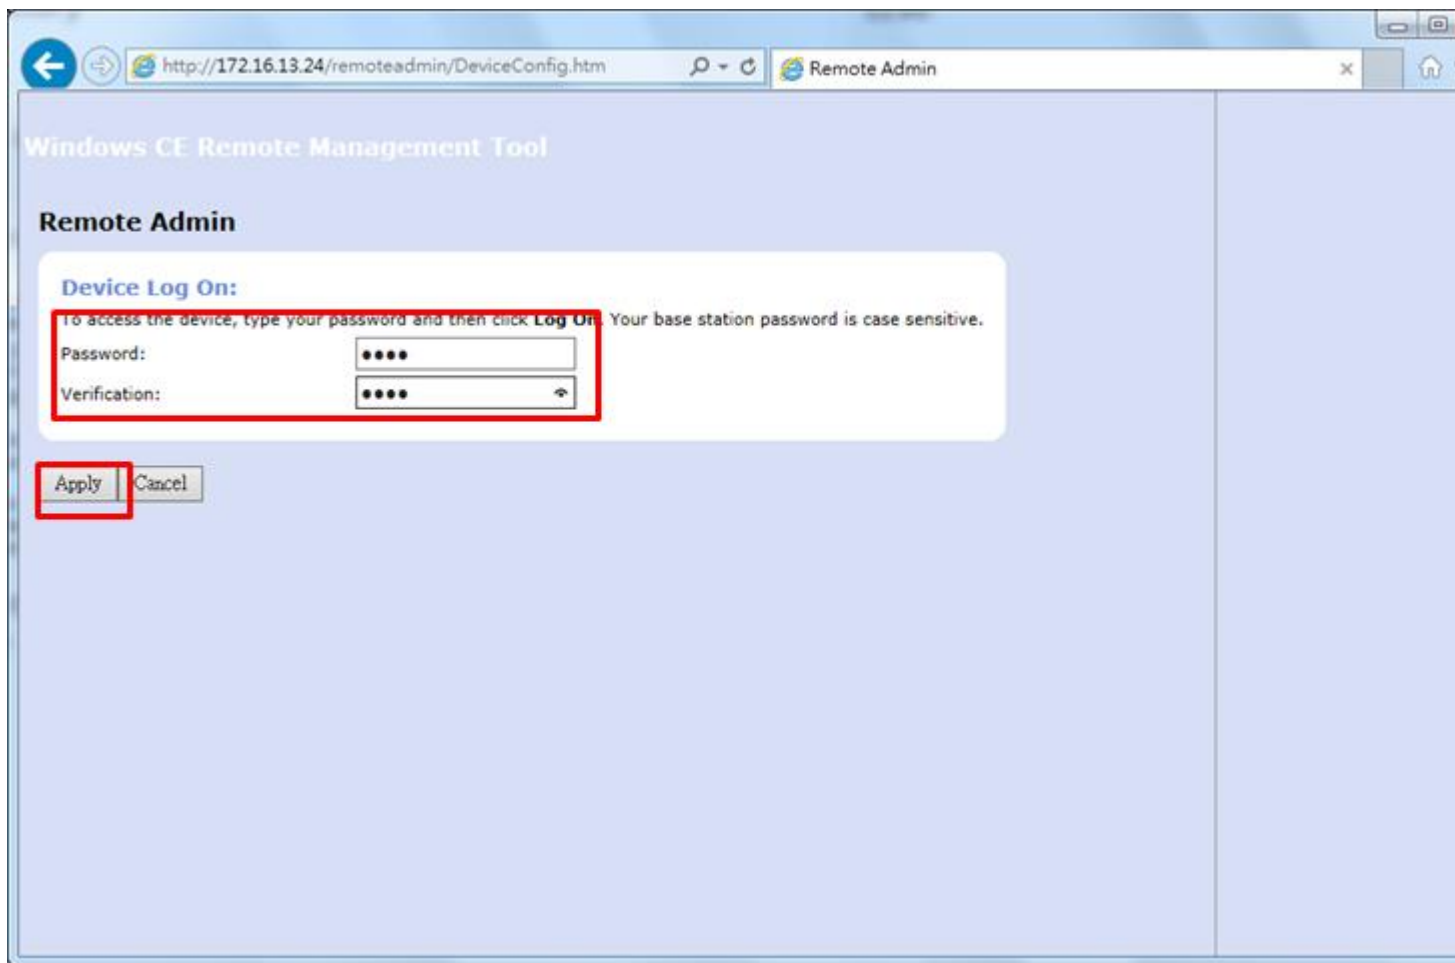 http://172.16.13.24/remoteadmin/DeviceConfig.htm
Remote Admin
Windows CE Remote Management Tool
Remote Admin
Device Log On:
To access the device, type your password and then click Log On. Your base station password is case sensitive.
Password: ••••
Verification: ••••
Apply Cancel